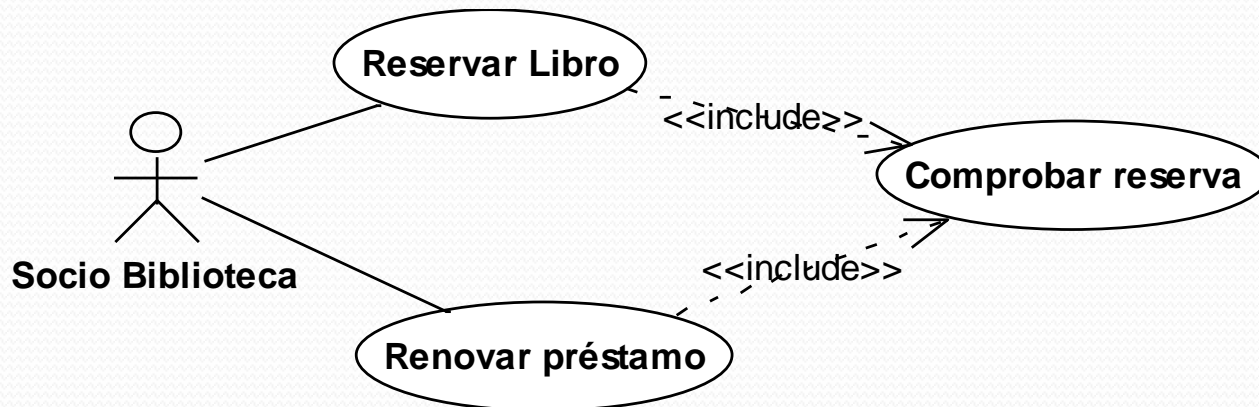 Reservar Libro
<<include>>
Comprobar reserva
Socio Biblioteca
<<include>>
Renovar préstamo